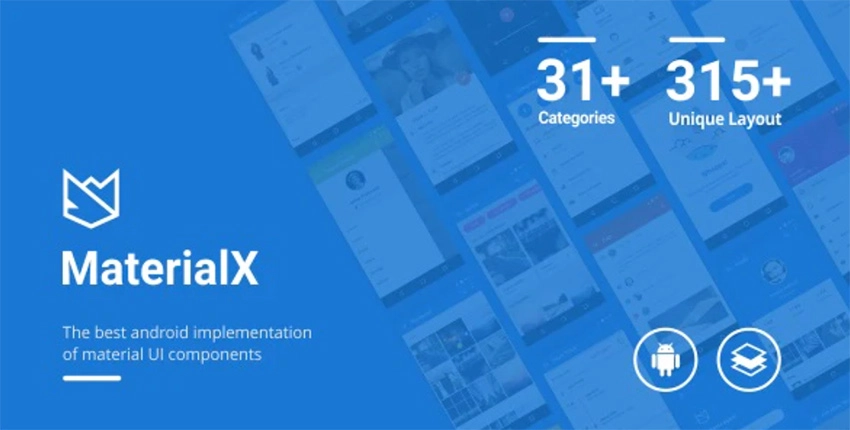 31+
315+
Categories
Unique Layout
MaterialX
The best android implementation
of material UI components